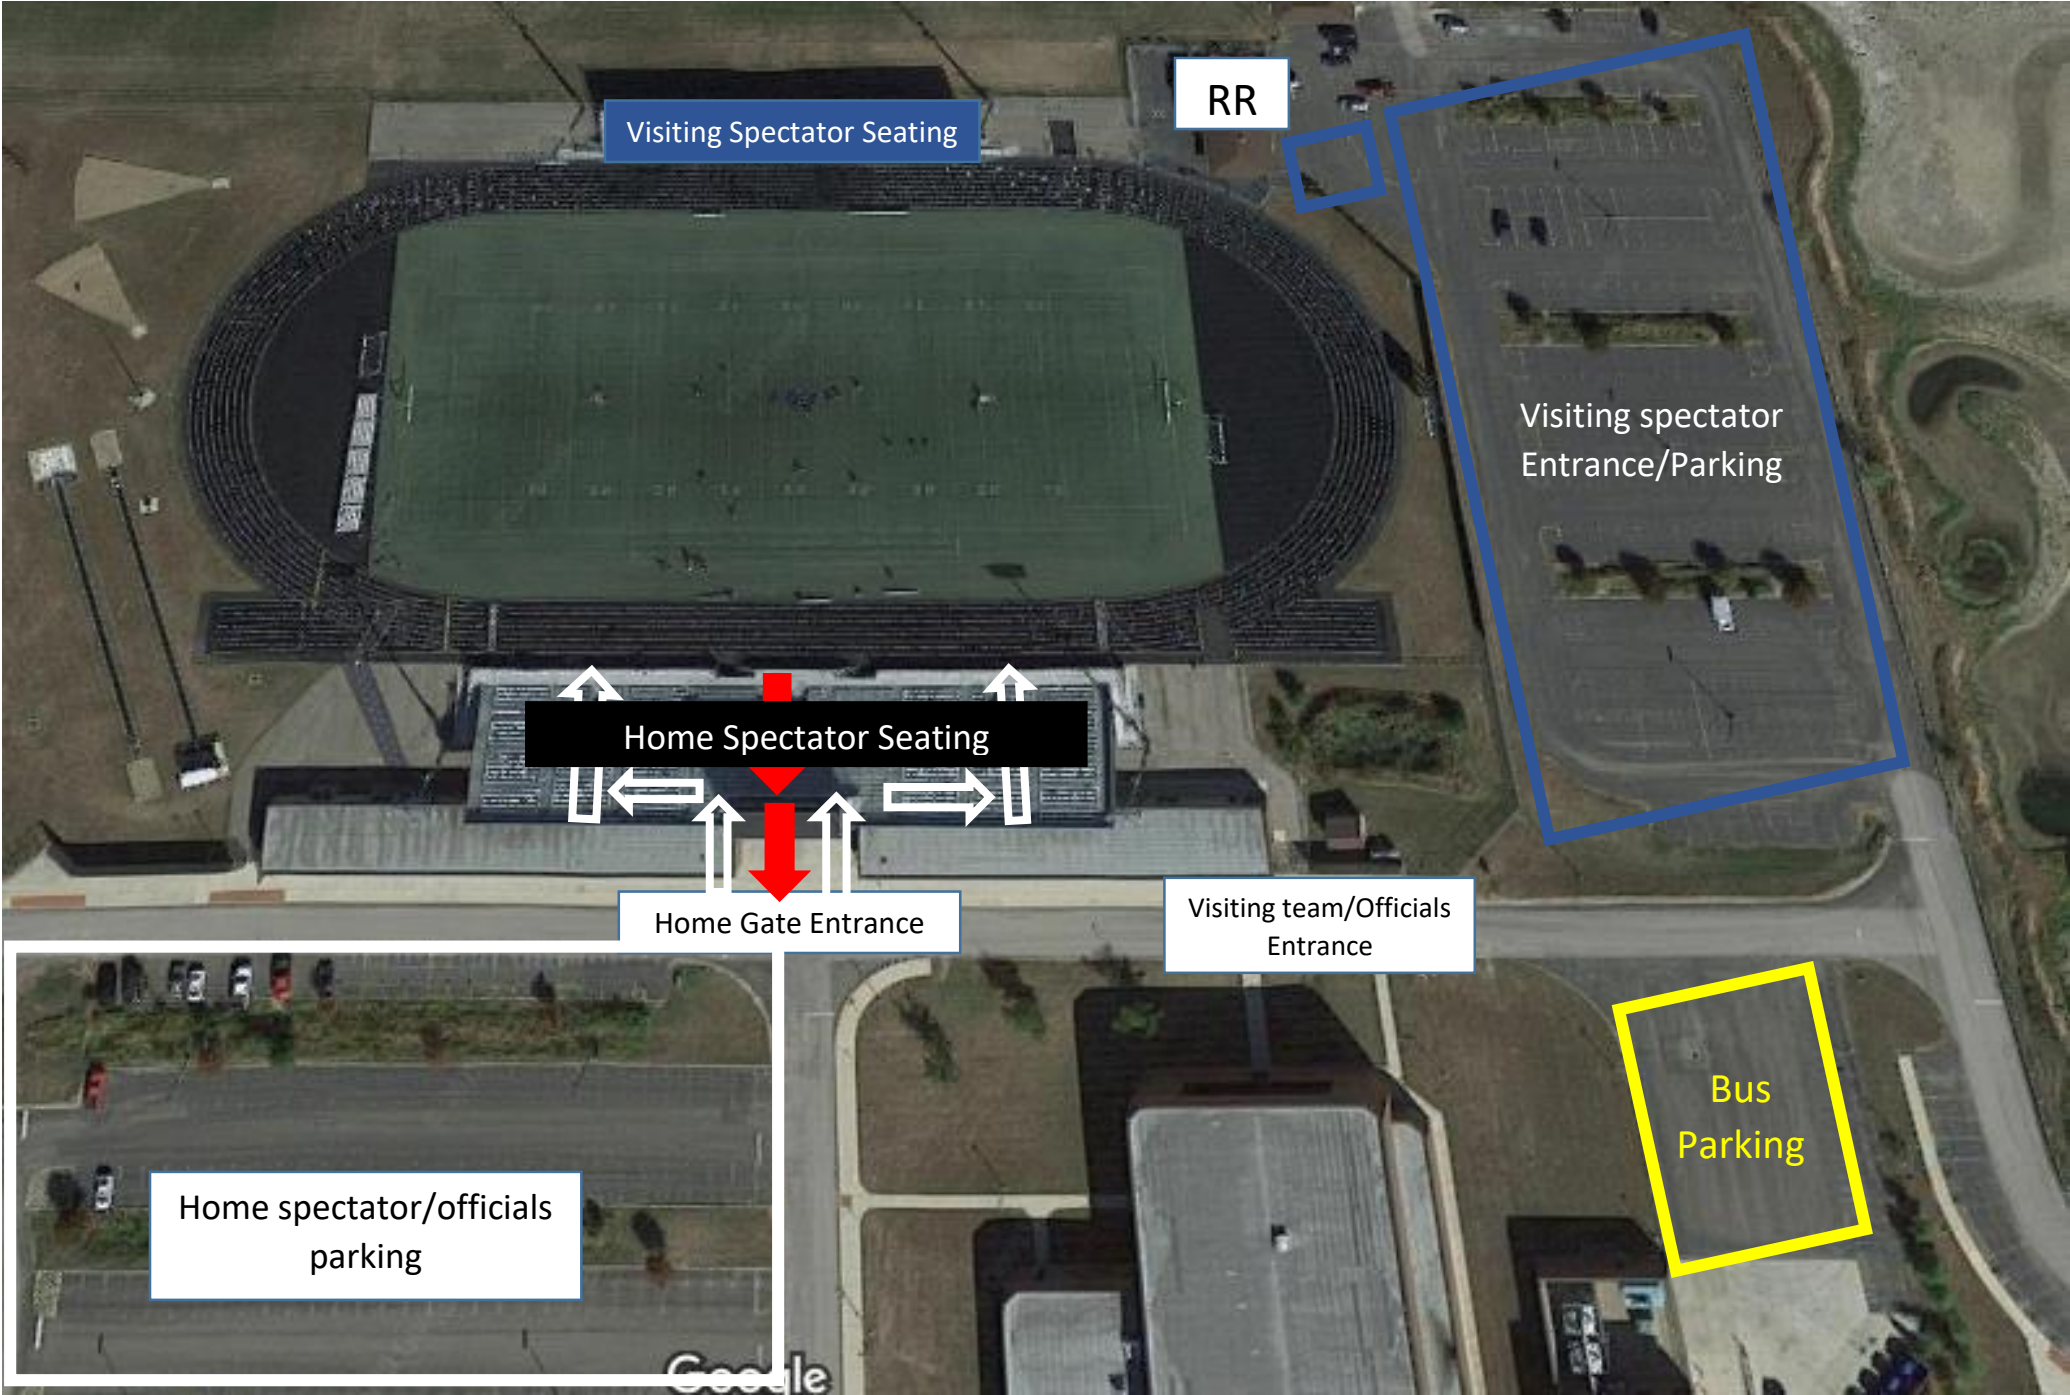 RR
Visiting Spectator Seating
Visiting spectator
Entrance/Parking
Home Spectator Seating
Home Gate Entrance
Visiting team/Officials
Entrance
Bus
Parking
Home spectator/officials
parking
Google